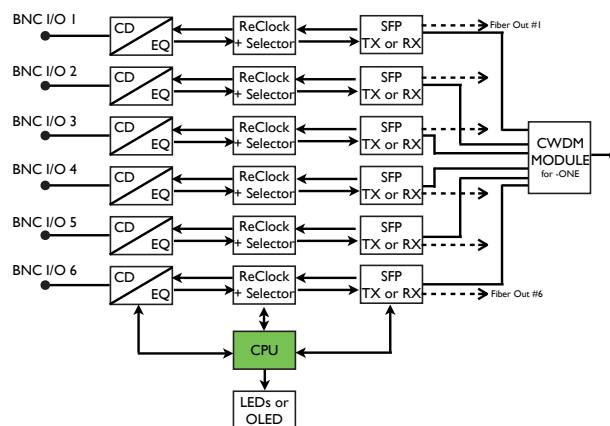 BNC I/O 1
CD
EQ
ReClock
+ Selector
SFP
TX or RX
Fiber Out #1
BNC I/O 2
CD
EQ
ReClock
+ Selector
SFP
TX or RX
BNC I/O 3
CD
EQ
ReClock
+ Selector
SFP
TX or RX
CWDM
MODULE
for -ONE
BNC I/O 4
CD
EQ
ReClock
+ Selector
SFP
TX or RX
BNC I/O 5
CD
EQ
ReClock
+ Selector
SFP
TX or RX
BNC I/O 6
CD
EQ
ReClock
+ Selector
SFP
TX or RX
Fiber Out #6
CPU
LEDs or
OLED